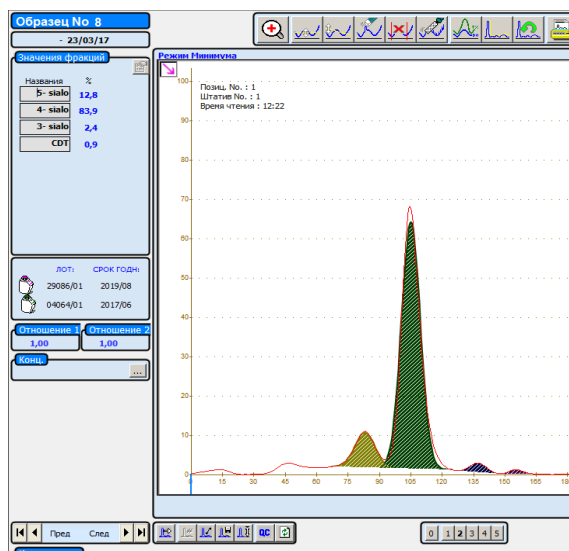 Образец No 8
- 23/03/17
Значения фракций
Названия %
5- sialo 12,8
4- sialo 83,9
3- sialo 2,4
CDT 0,9
ЛОТ: СРОК ГОДН:
29086/01 2019/08
04064/01 2017/06
Отношение 1 Отношение 2
1,00 1,00
Конц.
...
Пред След
Режим Минимума
Позиц. No. : 1
Штатив No. : 1
Время чтения : 12:22
100
90
80
70
60
50
40
30
20
10
0
0 15 30 45 60 75 90 105 120 135 150 165
QC
0 1 2 3 4 5